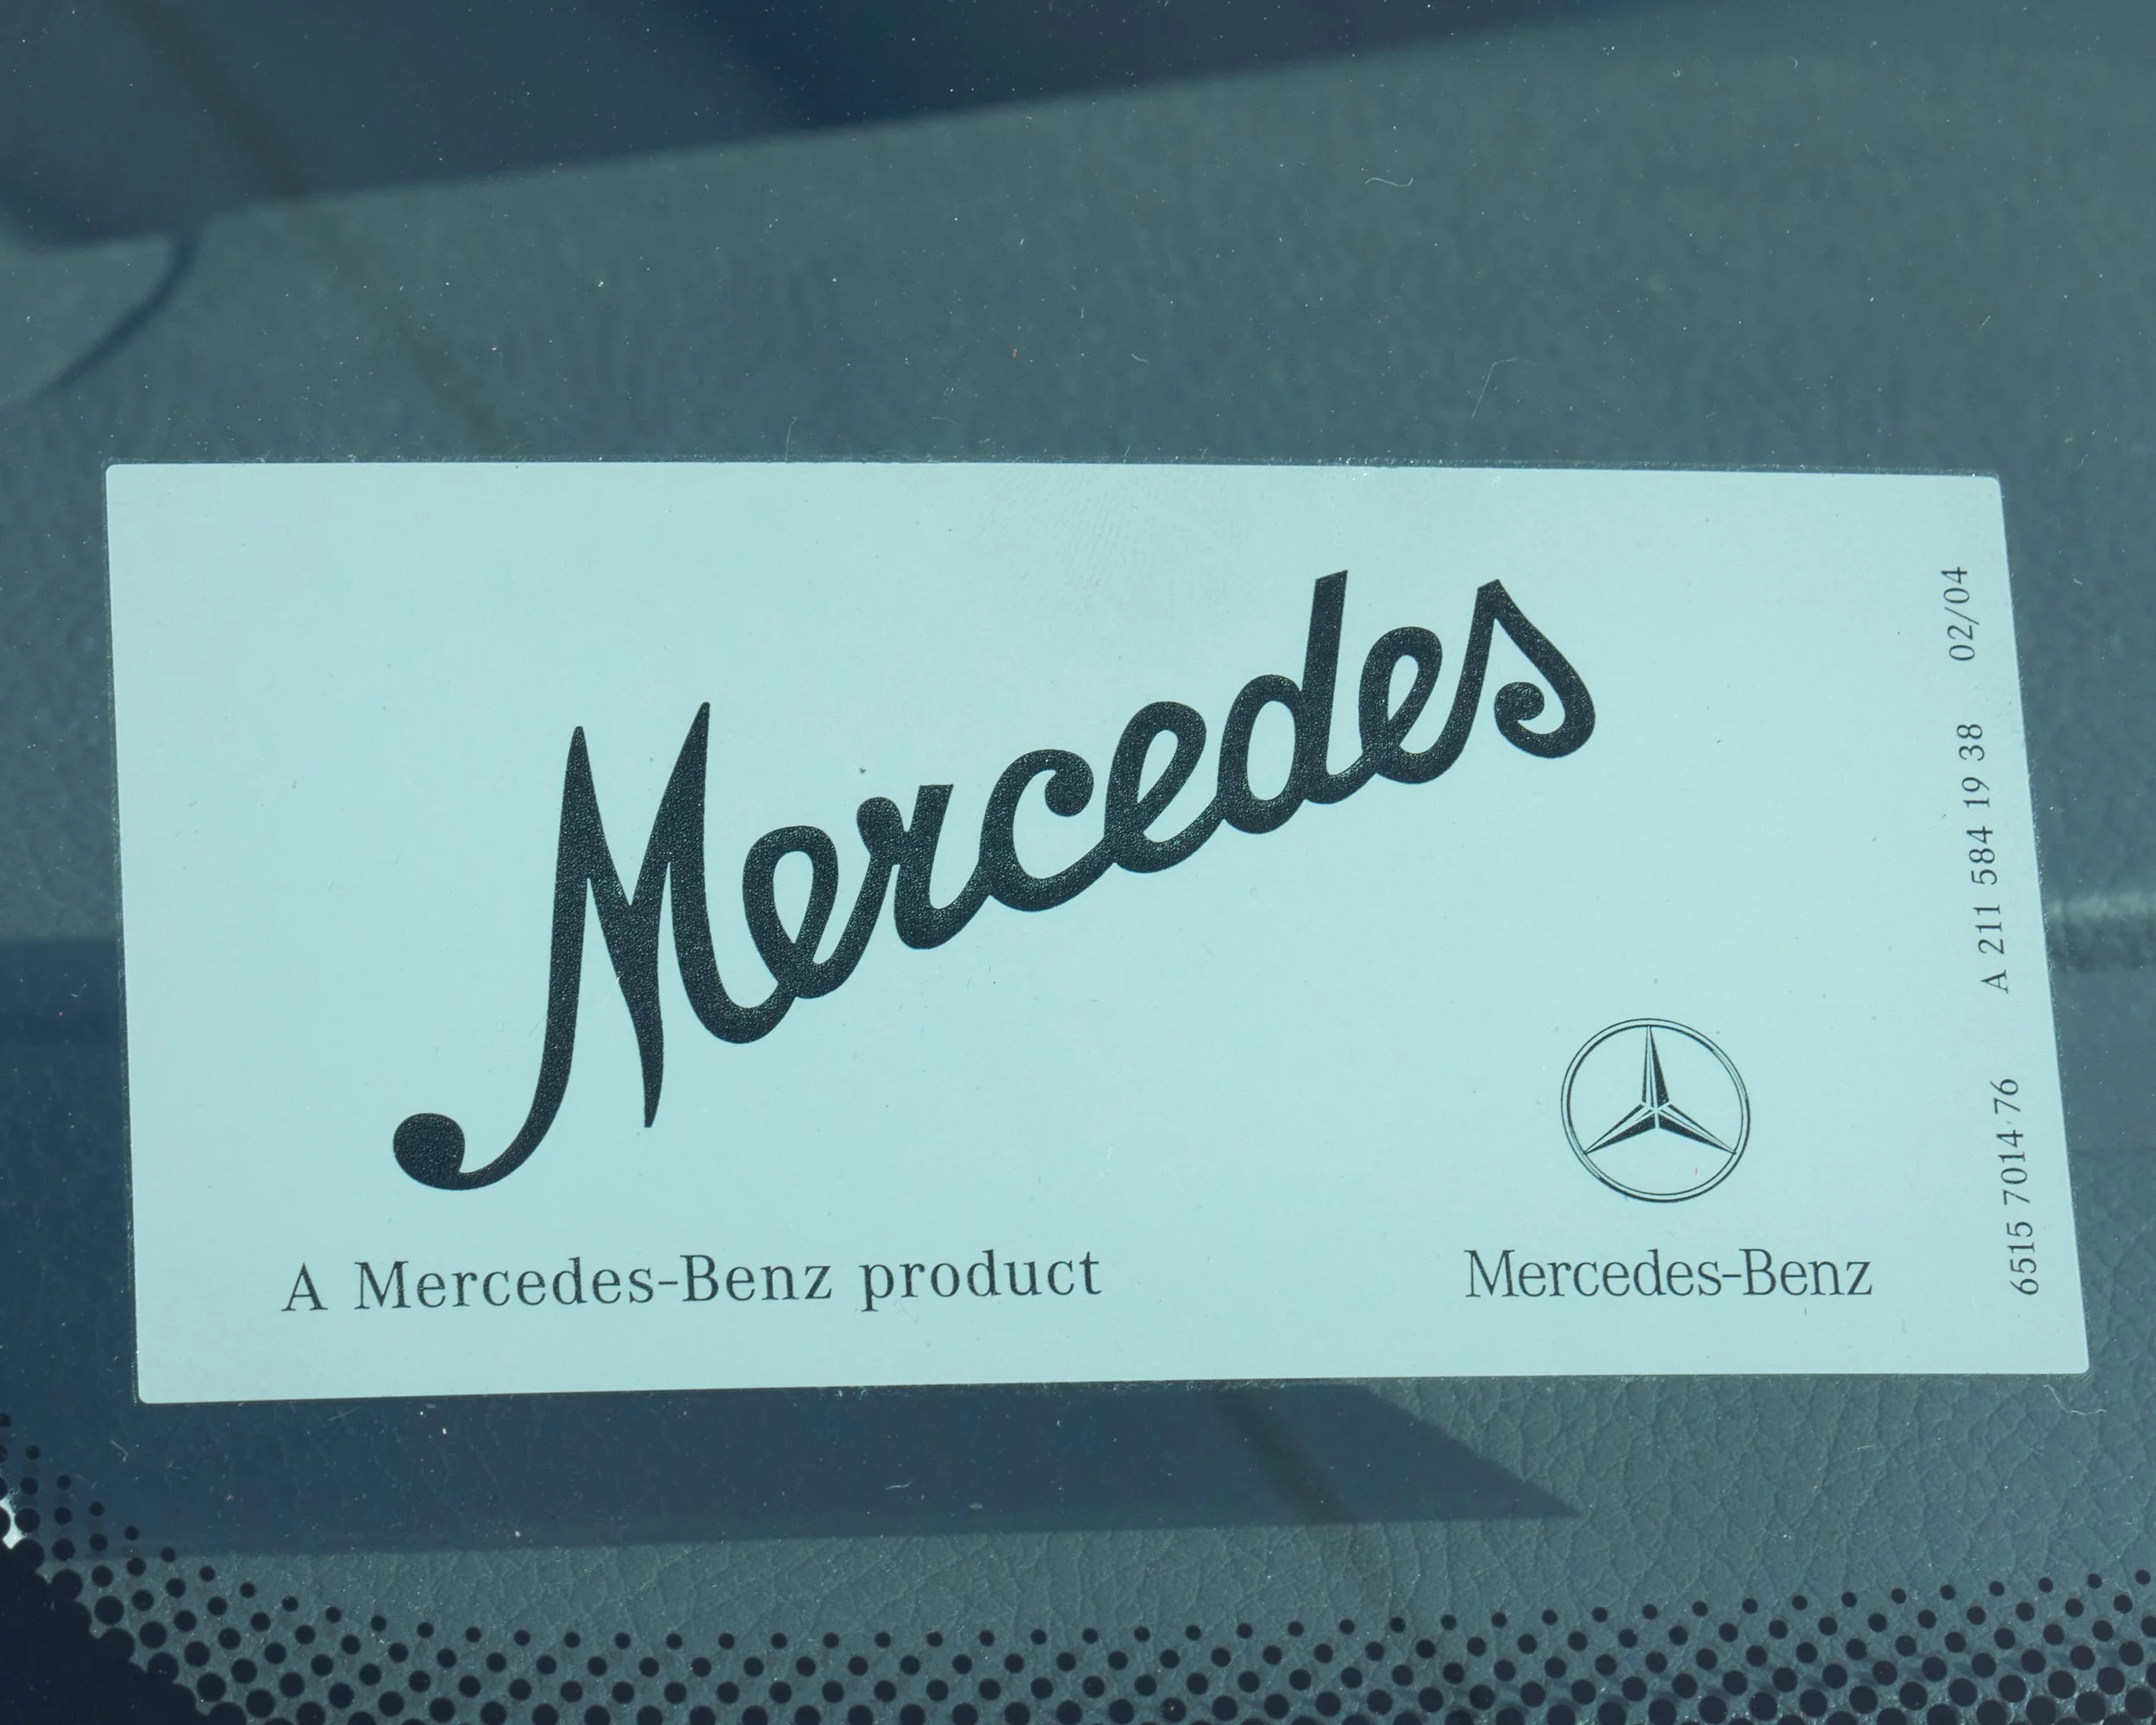 Mercedes
A Mercedes-Benz product
Mercedes-Benz
6515 7014 76 A 211 584 19 38 02/04